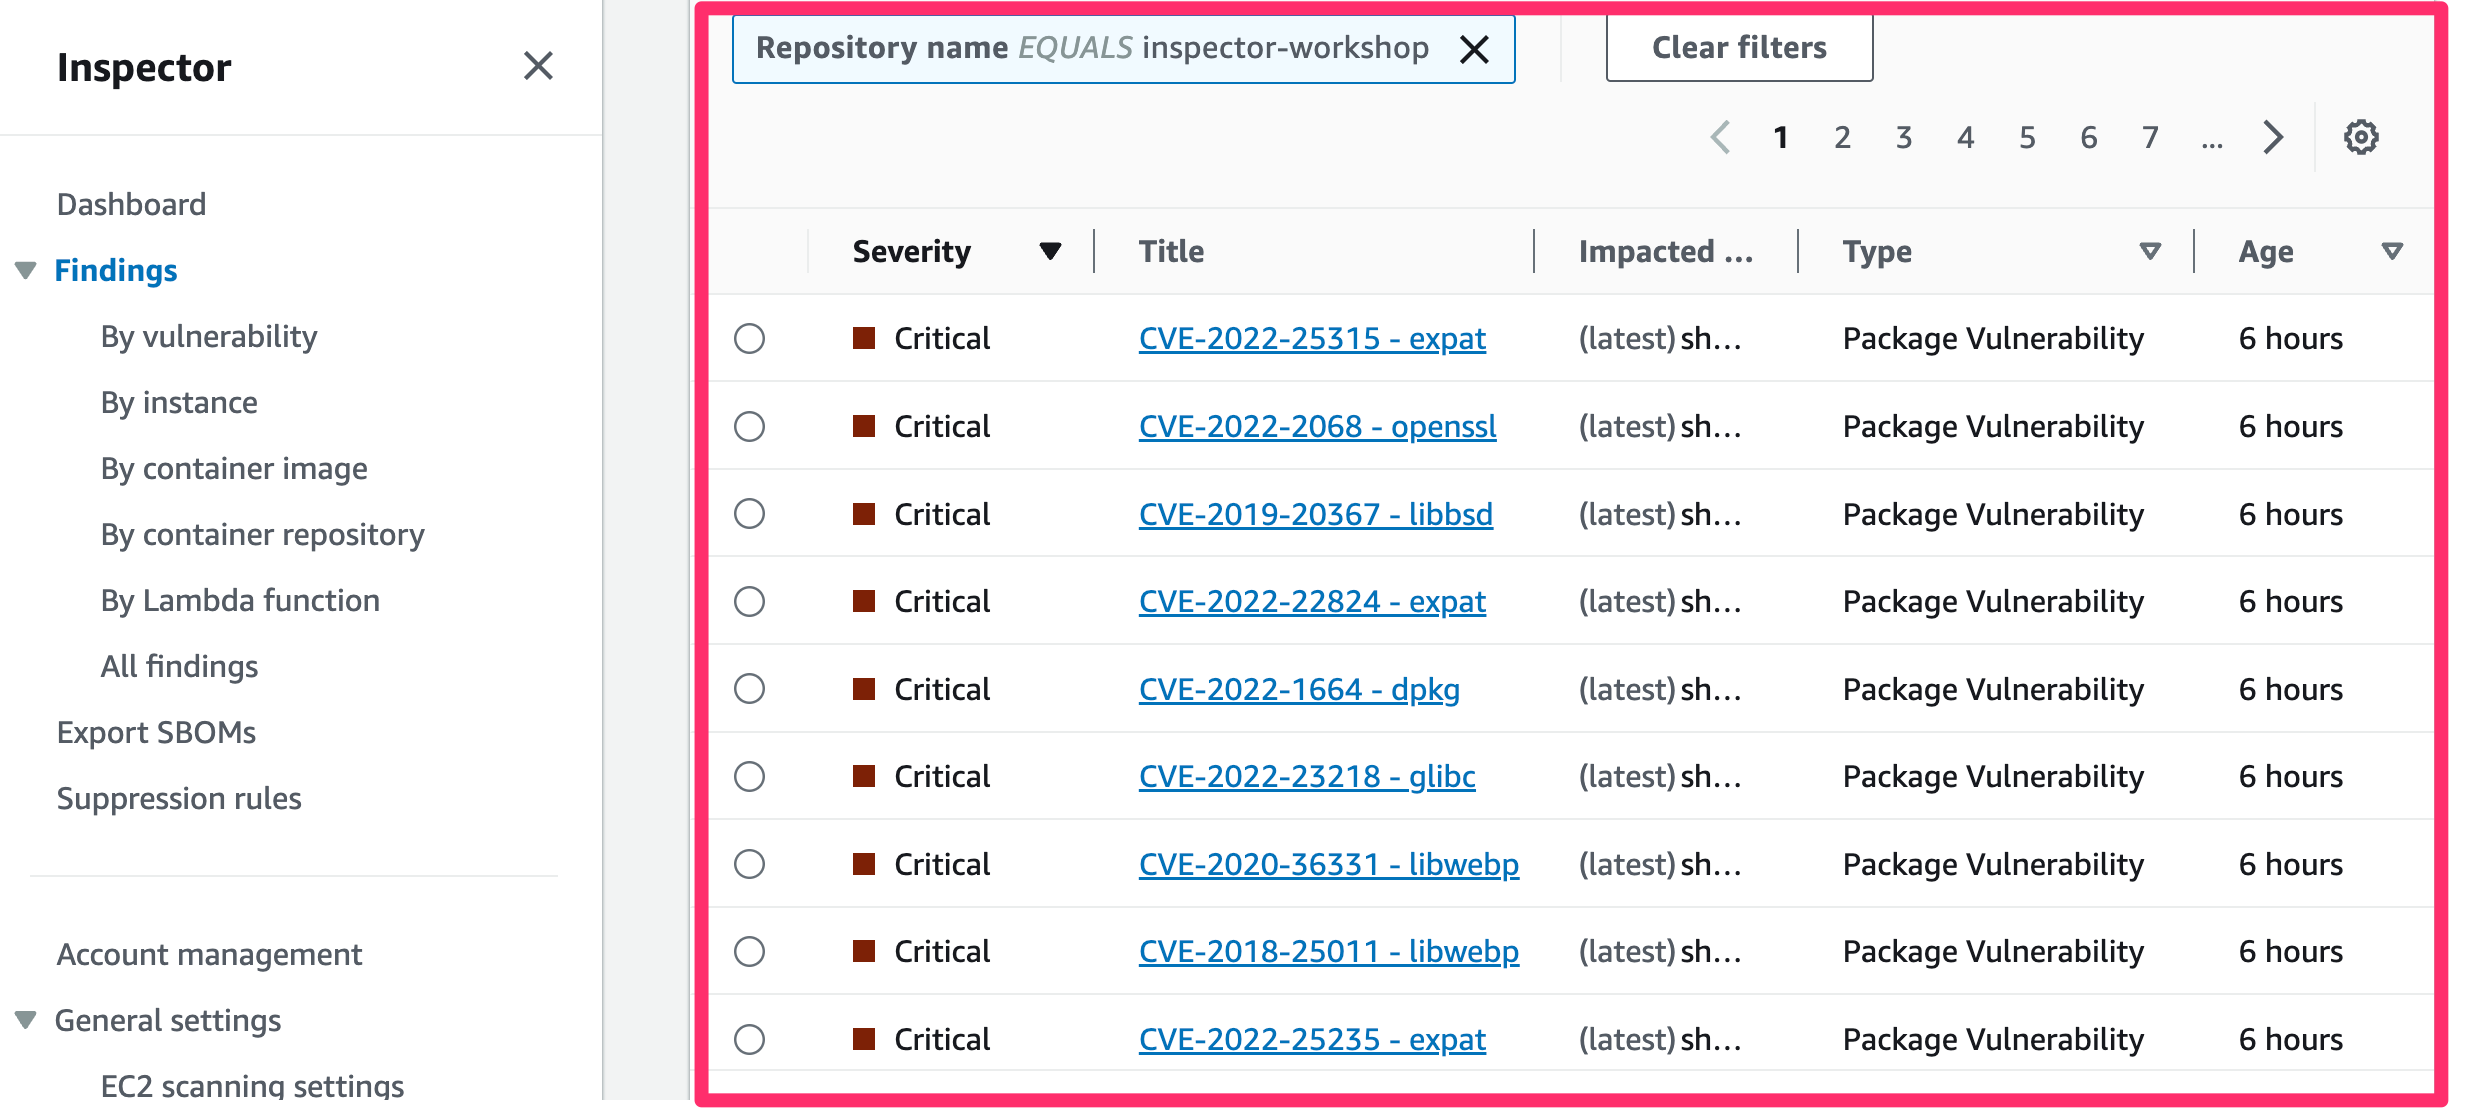 Inspector
Dashboard
Findings
By vulnerability
By instance
By container image
By container repository
By Lambda function
All findings
Export SBOMs
Suppression rules
Account management
General settings
EC2 scanning settings
Repository name EQUALS inspector-workshop
Clear filters
1 2 3 4 5 6 7 ...
Severity Title Impacted ... Type Age
Critical CVE-2022-25315 - expat (latest) sh... Package Vulnerability 6 hours
Critical CVE-2022-2068 - openssl (latest) sh... Package Vulnerability 6 hours
Critical CVE-2019-20367 - libbsd (latest) sh... Package Vulnerability 6 hours
Critical CVE-2022-22824 - expat (latest) sh... Package Vulnerability 6 hours
Critical CVE-2022-1664 - dpkg (latest) sh... Package Vulnerability 6 hours
Critical CVE-2022-23218 - glibc (latest) sh... Package Vulnerability 6 hours
Critical CVE-2020-36331 - libwebp (latest) sh... Package Vulnerability 6 hours
Critical CVE-2018-25011 - libwebp (latest) sh... Package Vulnerability 6 hours
Critical CVE-2022-25235 - expat (latest) sh... Package Vulnerability 6 hours